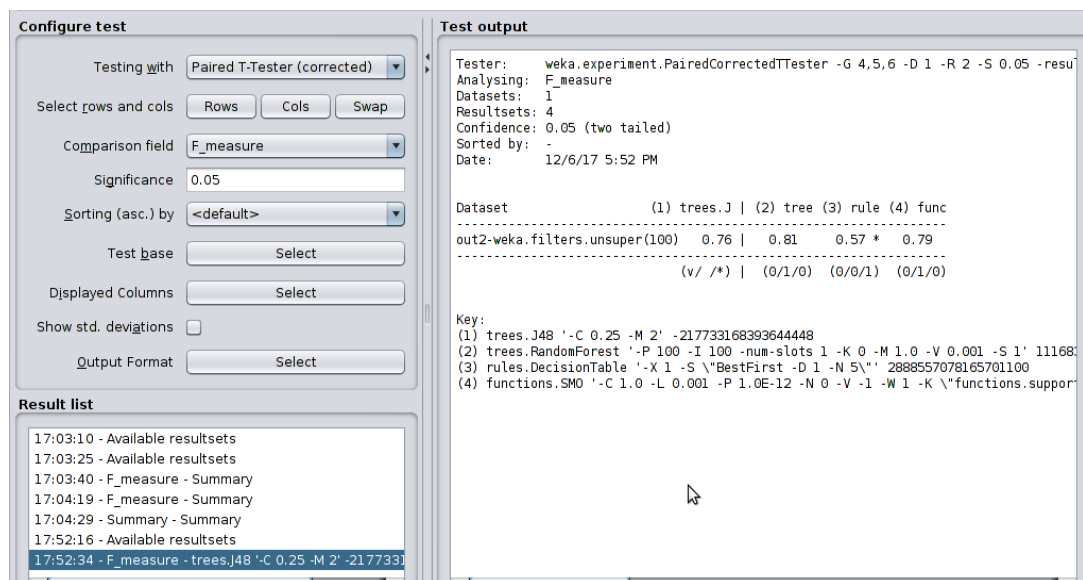 Configure test
Testing with Paired T-Tester (corrected)
Select rows and cols Rows Cols Swap
Comparison field F_measure
Significance 0.05
Sorting (asc.) by <default>
Test base Select
Displayed Columns Select
Show std. deviations
Output Format Select
Result list
17:03:10 - Available resultsets
17:03:25 - Available resultsets
17:03:40 - F_measure - Summary
17:04:19 - F_measure - Summary
17:04:29 - Summary - Summary
17:52:16 - Available resultsets
17:52:34 - F_measure - trees.J48 '-C 0.25 -M 2' -2177331
Test output
Tester: weka.experiment.PairedCorrectedTTester -G 4,5,6 -D 1 -R 2 -S 0.05 -resul
Analysing: F_measure
Datasets: 1
Resultsets: 4
Confidence: 0.05 (two tailed)
Sorted by: -
Date: 12/6/17 5:52 PM
Dataset (1) trees.J | (2) tree (3) rule (4) func
--------------------------------------------------------------
out2-weka.filters.unsuper(100) 0.76 | 0.81 0.57 * 0.79
--------------------------------------------------------------
(v/ /*) | (0/1/0) (0/0/1) (0/1/0)
Key:
(1) trees.J48 '-C 0.25 -M 2' -217733168393644448
(2) trees.RandomForest '-P 100 -I 100 -num-slots 1 -K 0 -M 1.0 -V 0.001 -S 1' 111683
(3) rules.DecisionTable '-X 1 -S \"BestFirst -D 1 -N 5\"' 2888557078165701100
(4) functions.SMO '-C 1.0 -L 0.001 -P 1.0E-12 -N 0 -V -1 -W 1 -K \"functions.suppor